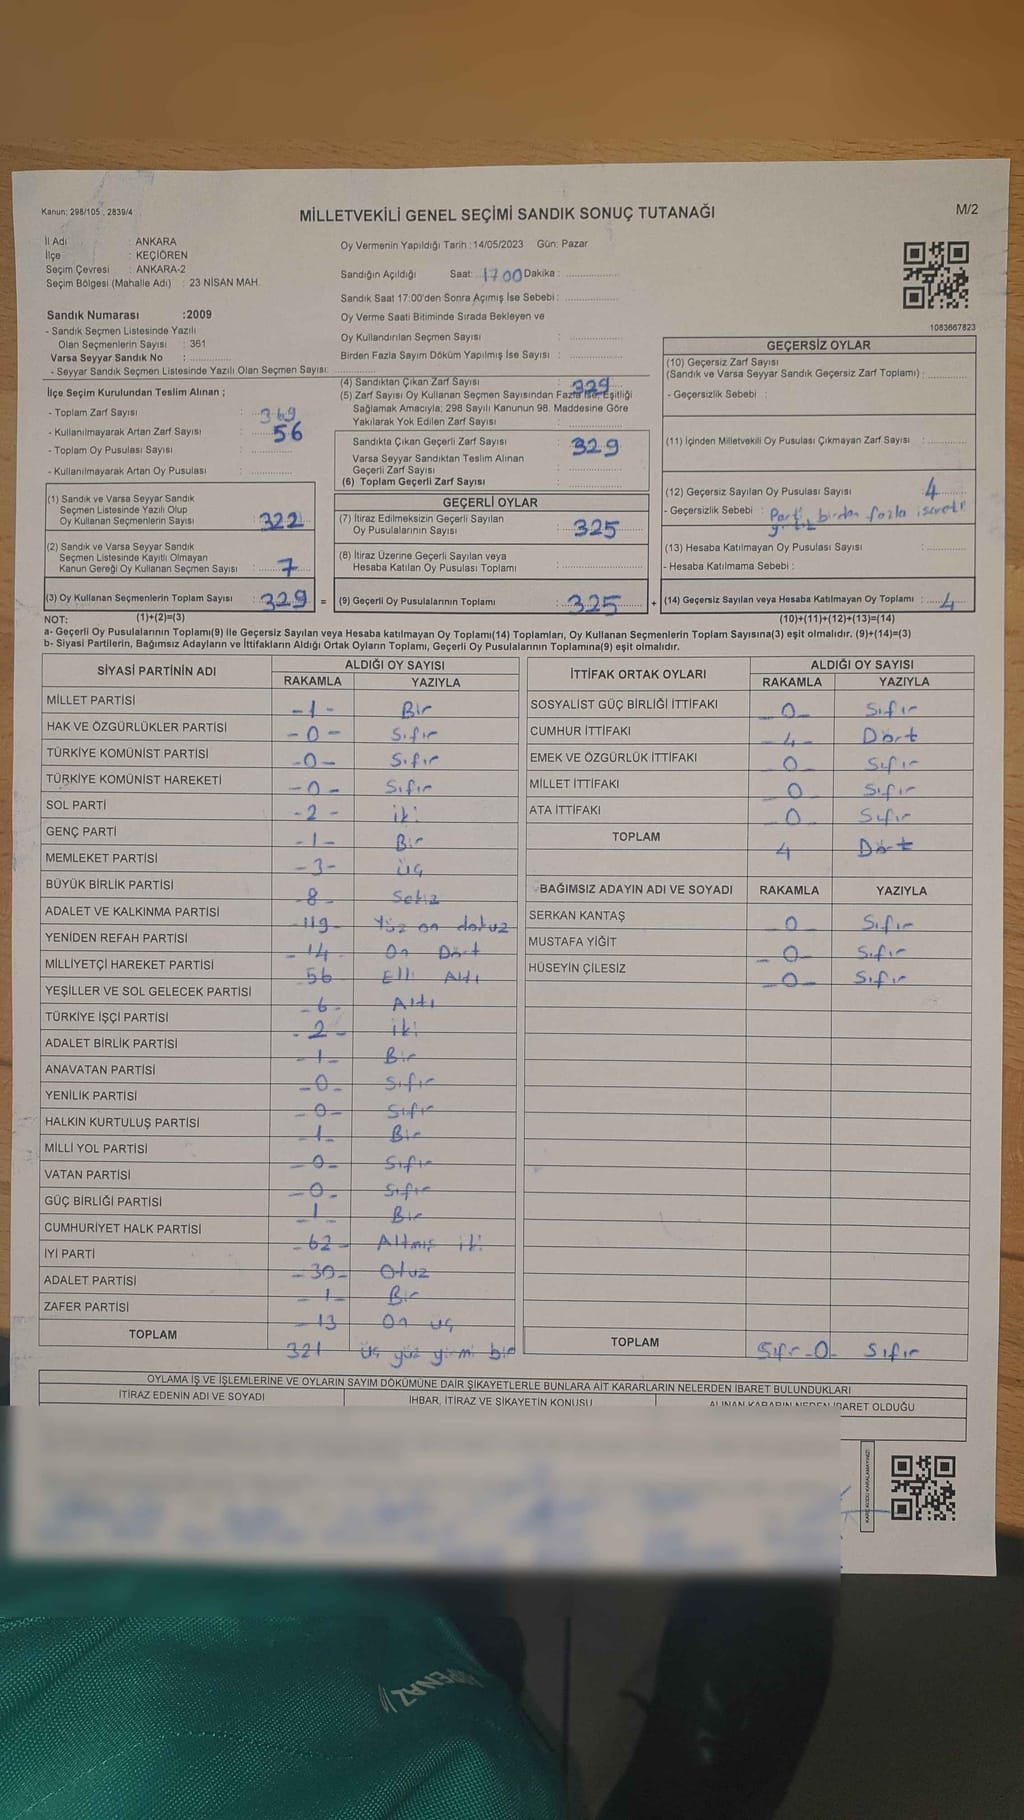 Kanun: 298/105 , 2839/4
MİLLETVEKİLİ GENEL SEÇİMİ SANDIK SONUÇ TUTANAĞI
M/2
İl Adı : ANKARA
İlçe : KEÇİÖREN
Seçim Çevresi : ANKARA-2
Seçim Bölgesi (Mahalle Adı) : 23 NİSAN MAH.
Sandık Numarası :2009
- Sandık Seçmen Listesinde Yazılı
Olan Seçmenlerin Sayısı : 361
Varsa Seyyar Sandık No :
- Seyyar Sandık Seçmen Listesinde Yazılı Olan Seçmen Sayısı:
Oy Vermenin Yapıldığı Tarih :14/05/2023 Gün: Pazar
Sandığın Açıldığı Saat: 17 00 Dakika :
Sandık Saat 17:00'den Sonra Açımış İse Sebebi :
Oy Verme Saati Bitiminde Sırada Bekleyen ve
Oy Kullandırılan Seçmen Sayısı :
Birden Fazla Sayım Döküm Yapılmış İse Sayısı :
1083667823
İlçe Seçim Kurulundan Teslim Alınan ;
- Toplam Zarf Sayısı : 369
- Kullanılmayarak Artan Zarf Sayısı : 56
- Toplam Oy Pusulası Sayısı :
- Kullanılmayarak Artan Oy Pusulası :
(1) Sandık ve Varsa Seyyar Sandık
Seçmen Listesinde Yazılı Olup
Oy Kullanan Seçmenlerin Sayısı : 322
(2) Sandık ve Varsa Seyyar Sandık
Seçmen Listesinde Kayıtlı Olmayan
Kanun Gereği Oy Kullanan Seçmen Sayısı : 7
(3) Oy Kullanan Seçmenlerin Toplam Sayısı : 329 =
(4) Sandıktan Çıkan Zarf Sayısı : 329
(5) Zarf Sayısı Oy Kullanan Seçmen Sayısından Fazla İse, Eşitliği
Sağlamak Amacıyla; 298 Sayılı Kanunun 98. Maddesine Göre
Yakılarak Yok Edilen Zarf Sayısı :
Sandıkta Çıkan Geçerli Zarf Sayısı : 329
Varsa Seyyar Sandıktan Teslim Alınan
Geçerli Zarf Sayısı :
(6) Toplam Geçerli Zarf Sayısı :
GEÇERLİ OYLAR
(7) İtiraz Edilmeksizin Geçerli Sayılan
Oy Pusulalarının Sayısı : 325
(8) İtiraz Üzerine Geçerli Sayılan veya
Hesaba Katılan Oy Pusulası Toplamı :
(9) Geçerli Oy Pusulalarının Toplamı : 325 +
GEÇERSİZ OYLAR
(10) Geçersiz Zarf Sayısı
(Sandık ve Varsa Seyyar Sandık Geçersiz Zarf Toplamı) :
- Geçersizlik Sebebi :
(11) İçinden Milletvekili Oy Pusulası Çıkmayan Zarf Sayısı :
(12) Geçersiz Sayılan Oy Pusulası Sayısı : 4
- Geçersizlik Sebebi : Parti birden fazla
(13) Hesaba Katılmayan Oy Pusulası Sayısı :
- Hesaba Katılmama Sebebi :
(14) Geçersiz Sayılan veya Hesaba Katılmayan Oy Toplamı : 4
NOT: (1)+(2)=(3) (10)+(11)+(12)+(13)=(14)
a- Geçerli Oy Pusulalarının Toplamı(9) İle Geçersiz Sayılan veya Hesaba katılmayan Oy Toplamı(14) Toplamları, Oy Kullanan Seçmenlerin Toplam Sayısına(3) eşit olmalıdır. (9)+(14)=(3)
b- Siyasi Partilerin, Bağımsız Adayların ve İttifakların Aldığı Ortak Oyların Toplamı, Geçerli Oy Pusulalarının Toplamına(9) eşit olmalıdır.
SİYASİ PARTİNİN ADI ALDIĞI OY SAYISI
RAKAMLA YAZIYLA
MİLLET PARTİSİ -1- Bir
HAK VE ÖZGÜRLÜKLER PARTİSİ -0- Sıfır
TÜRKİYE KOMÜNİST PARTİSİ -0- Sıfır
TÜRKİYE KOMÜNİST HAREKETİ -0- Sıfır
SOL PARTİ -2- iki
GENÇ PARTİ -1- Bir
MEMLEKET PARTİSİ -3- üç
BÜYÜK BİRLİK PARTİSİ -8- Sekiz
ADALET VE KALKINMA PARTİSİ -119- Yüz on dokuz
YENİDEN REFAH PARTİSİ -14- On Dört
MİLLİYETÇİ HAREKET PARTİSİ 56 Elli Altı
YEŞİLLER VE SOL GELECEK PARTİSİ -6- Altı
TÜRKİYE İŞÇİ PARTİSİ -2- iki
ADALET BİRLİK PARTİSİ -1- Bir
ANAVATAN PARTİSİ -0- Sıfır
YENİLİK PARTİSİ -0- Sıfır
HALKIN KURTULUŞ PARTİSİ -1- Bir
MİLLİ YOL PARTİSİ -0- Sıfır
VATAN PARTİSİ -0- Sıfır
GÜÇ BİRLİĞİ PARTİSİ -1- Bir
CUMHURİYET HALK PARTİSİ -62- Altmış iki
İYİ PARTİ -30- Otuz
ADALET PARTİSİ -1- Bir
ZAFER PARTİSİ -13 On üç
TOPLAM 321 üç yüz yirmi bir
İTTİFAK ORTAK OYLARI ALDIĞI OY SAYISI
RAKAMLA YAZIYLA
SOSYALİST GÜÇ BİRLİĞİ İTTİFAKI -0- Sıfır
CUMHUR İTTİFAKI -4- Dört
EMEK VE ÖZGÜRLÜK İTTİFAKI -0- Sıfır
MİLLET İTTİFAKI -0- Sıfır
ATA İTTİFAKI -0- Sıfır
TOPLAM 4 Dört
BAĞIMSIZ ADAYIN ADI VE SOYADI RAKAMLA YAZIYLA
SERKAN KANTAŞ -0- Sıfır
MUSTAFA YİĞİT -0- Sıfır
HÜSEYİN ÇİLESİZ -0- Sıfır
TOPLAM -0- Sıfır
OYLAMA İŞ VE İŞLEMLERİNE VE OYLARIN SAYIM DÖKÜMÜNE DAİR ŞİKAYETLERLE BUNLARA AİT KARARLARIN NELERDEN İBARET BULUNDUKLARI
İTİRAZ EDENİN ADI VE SOYADI İHBAR, İTİRAZ VE ŞİKAYETİN KONUSU ALINAN KARARIN NEDEN İBARET OLDUĞU